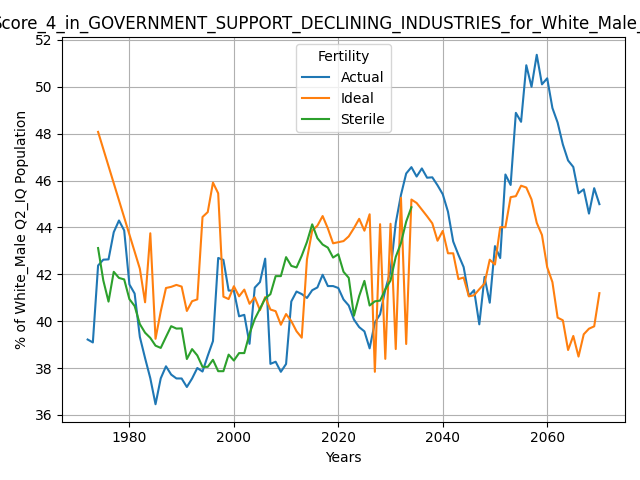 Score_4_in_GOVERNMENT_SUPPORT_DECLINING_INDUSTRIES_for_White_Male_
52
50
48
46
44
42
40
38
36
% of White_Male Q2_IQ Population
Fertility
Actual
Ideal
Sterile
1980 2000 2020 2040 2060
Years